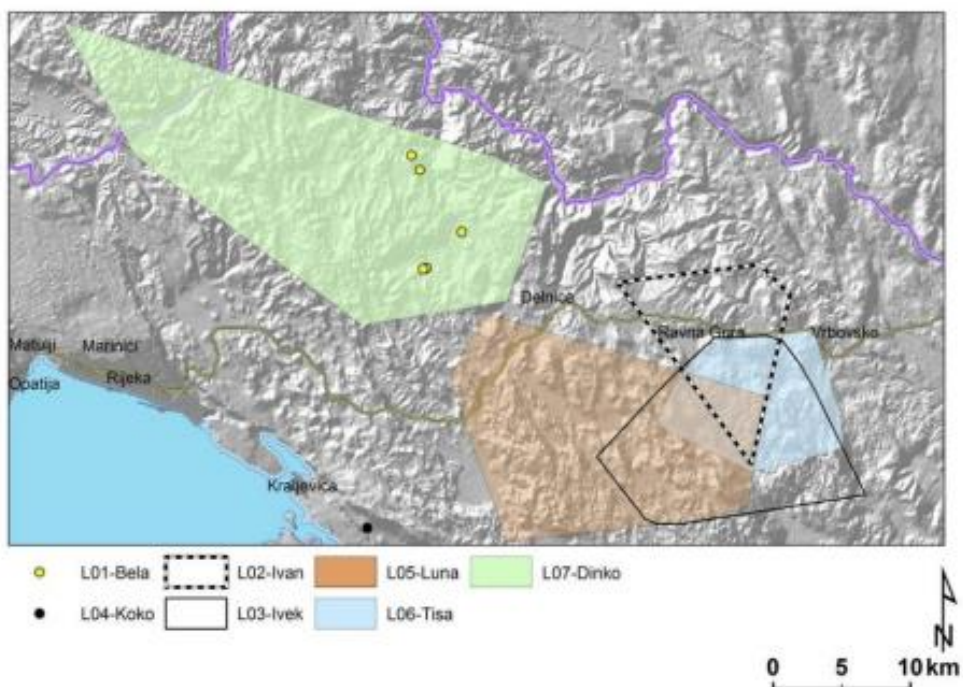 Delnice
Ravna Gora
Vrbovsko
Matulji
Marinici
Opatija
Rijeka
Kraljevica
L01-Bela
L02-Ivan
L05-Luna
L07-Dinko
L04-Koko
L03-Ivek
L06-Tisa
N
0 5 10 km